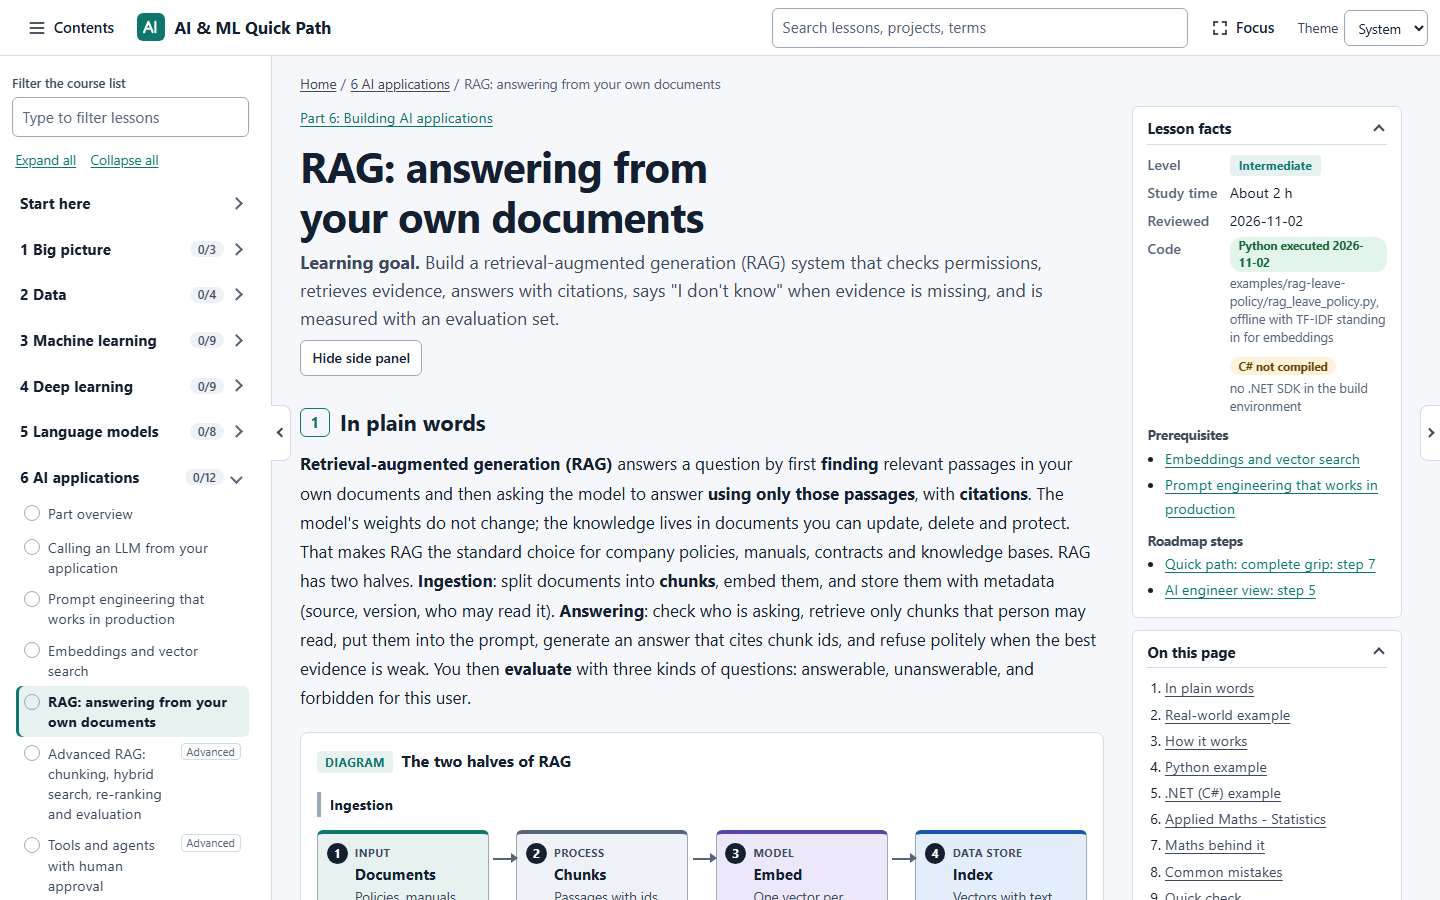 Contents
AI
AI & ML Quick Path
Search lessons, projects, terms
Focus
Theme
System
Filter the course list
Type to filter lessons
Expand all
Collapse all
Start here
1 Big picture
0/3
2 Data
0/4
3 Machine learning
0/9
4 Deep learning
0/9
5 Language models
0/8
6 AI applications
0/12
Part overview
Calling an LLM from your
application
Prompt engineering that
works in production
Embeddings and vector
search
RAG: answering from your
own documents
Advanced RAG:
chunking, hybrid
search, re-ranking
and evaluation
Advanced
Tools and agents
with human
approval
Advanced
Home / 6 AI applications / RAG: answering from your own documents
Part 6: Building AI applications
RAG: answering from
your own documents
Learning goal. Build a retrieval-augmented generation (RAG) system that checks permissions,
retrieves evidence, answers with citations, says "I don't know" when evidence is missing, and is
measured with an evaluation set.
Hide side panel
1 In plain words
Retrieval-augmented generation (RAG) answers a question by first finding relevant passages in your
own documents and then asking the model to answer using only those passages, with citations. The
model's weights do not change; the knowledge lives in documents you can update, delete and protect.
That makes RAG the standard choice for company policies, manuals, contracts and knowledge bases. RAG
has two halves. Ingestion: split documents into chunks, embed them, and store them with metadata
(source, version, who may read it). Answering: check who is asking, retrieve only chunks that person may
read, put them into the prompt, generate an answer that cites chunk ids, and refuse politely when the best
evidence is weak. You then evaluate with three kinds of questions: answerable, unanswerable, and
forbidden for this user.
DIAGRAM The two halves of RAG
Ingestion
1 INPUT
Documents
Policies, manuals
2 PROCESS
Chunks
Passages with ids
3 MODEL
Embed
One vector per
4 DATA STORE
Index
Vectors with text
Lesson facts
Level Intermediate
Study time About 2 h
Reviewed 2026-11-02
Code Python executed 2026-
11-02
examples/rag-leave-
policy/rag_leave_policy.py,
offline with TF-IDF standing
in for embeddings
C# not compiled
no .NET SDK in the build
environment
Prerequisites
Embeddings and vector search
Prompt engineering that works in
production
Roadmap steps
Quick path: complete grip: step 7
AI engineer view: step 5
On this page
1. In plain words
2. Real-world example
3. How it works
4. Python example
5. .NET (C#) example
6. Applied Maths - Statistics
7. Maths behind it
8. Common mistakes
9. Quick check